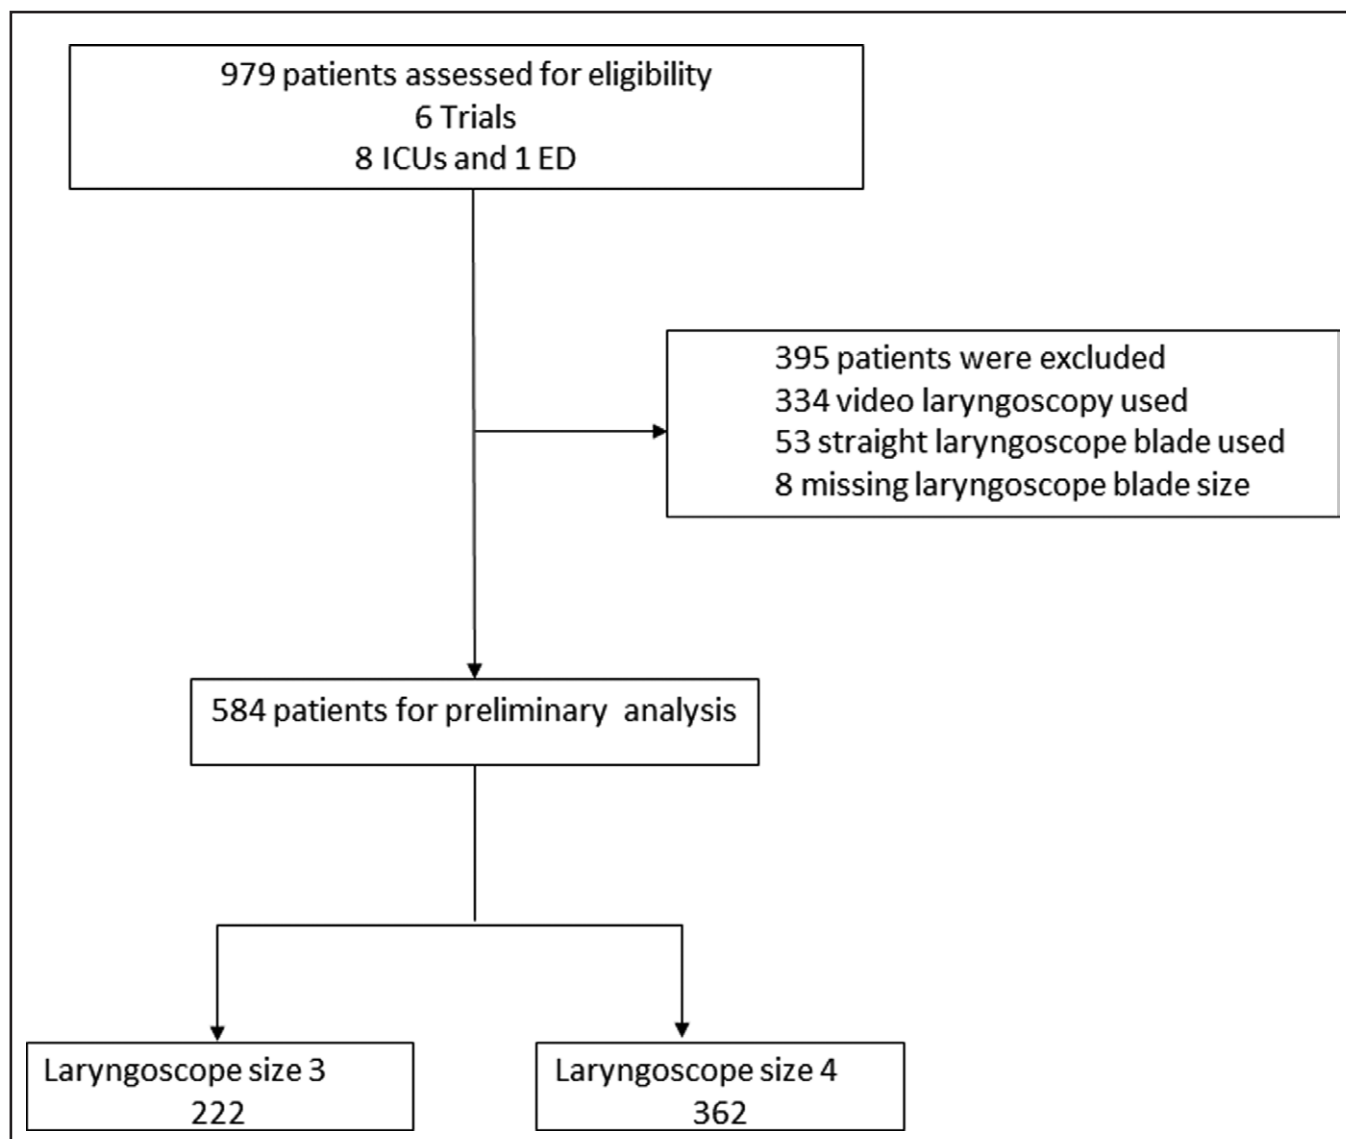 979 patients assessed for eligibility
6 Trials
8 ICUs and 1 ED
395 patients were excluded
334 video laryngoscopy used
53 straight laryngoscope blade used
8 missing laryngoscope blade size
584 patients for preliminary analysis
Laryngoscope size 3
222
Laryngoscope size 4
362